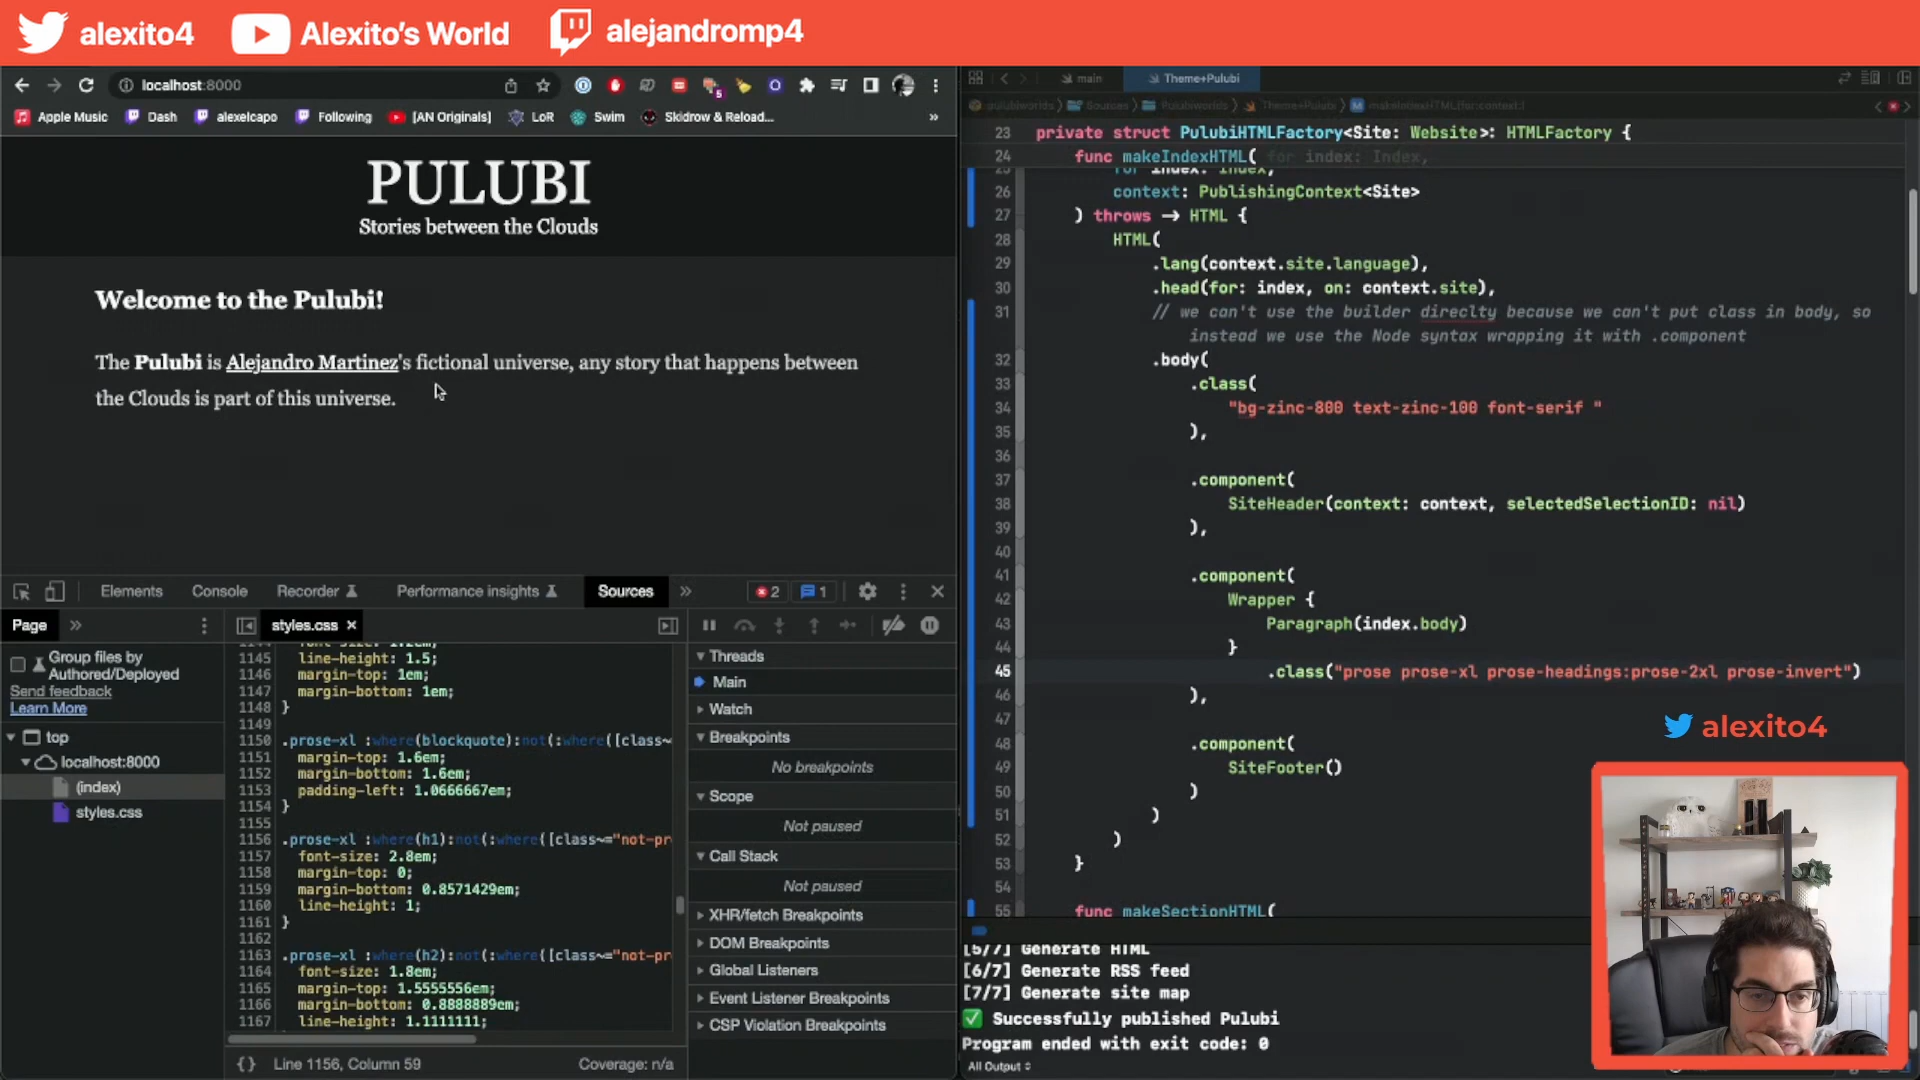 alexito4
Alexito's World
alejandromp4
localhost:8000
Apple Music
Dash
alexelcapo
Following
[AN Originals]
LoR
Swim
Skidrow & Reload...
»
PULUBI
Stories between the Clouds
Welcome to the Pulubi!
The Pulubi is Alejandro Martinez's fictional universe, any story that happens between
the Clouds is part of this universe.
Elements
Console
Recorder
Performance insights
Sources
»
2
1
Page
»
styles.css
Group files by
Authored/Deployed
Send feedback
Learn More
top
localhost:8000
(index)
styles.css
1145 line-height: 1.5;
1146 margin-top: 1em;
1147 margin-bottom: 1em;
1148 }
1149
1150 .prose-xl :where(blockquote):not(:where([class~
1151 margin-top: 1.6em;
1152 margin-bottom: 1.6em;
1153 padding-left: 1.0666667em;
1154 }
1155
1156 .prose-xl :where(h1):not(:where([class~="not-pr
1157 font-size: 2.8em;
1158 margin-top: 0;
1159 margin-bottom: 0.8571429em;
1160 line-height: 1;
1161 }
1162
1163 .prose-xl :where(h2):not(:where([class~="not-pr
1164 font-size: 1.8em;
1165 margin-top: 1.5555556em;
1166 margin-bottom: 0.8888889em;
1167 line-height: 1.1111111;
{} Line 1156, Column 59
Coverage: n/a
Threads
Main
Watch
Breakpoints
No breakpoints
Scope
Not paused
Call Stack
Not paused
XHR/fetch Breakpoints
DOM Breakpoints
Global Listeners
Event Listener Breakpoints
CSP Violation Breakpoints
main
Theme+Pulubi
Sources
Theme+Pulubi
23 private struct PulubiHTMLFactory<Site: Website>: HTMLFactory {
24 func makeIndexHTML( for index: Index,
for index: Index,
26 context: PublishingContext<Site>
27 ) throws -> HTML {
28 HTML(
29 .lang(context.site.language),
30 .head(for: index, on: context.site),
31 // we can't use the builder direclty because we can't put class in body, so
instead we use the Node syntax wrapping it with .component
32 .body(
33 .class(
34 "bg-zinc-800 text-zinc-100 font-serif "
35 ),
36
37 .component(
38 SiteHeader(context: context, selectedSelectionID: nil)
39 ),
40
41 .component(
42 Wrapper {
43 Paragraph(index.body)
44 }
45 .class("prose prose-xl prose-headings:prose-2xl prose-invert")
46 ),
47
48 .component(
49 SiteFooter()
50 )
51 )
52 )
53 }
54
55 func makeSectionHTML(
[5/7] Generate HTML
[6/7] Generate RSS feed
[7/7] Generate site map
✅ Successfully published Pulubi
Program ended with exit code: 0
All Output
alexito4